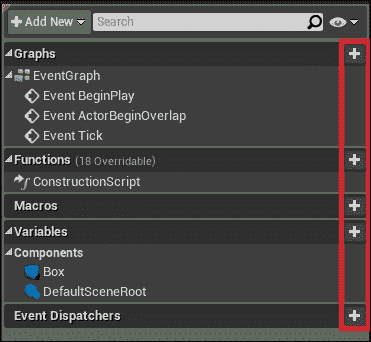 + Add New Search
Graphs +
EventGraph
Event BeginPlay
Event ActorBeginOverlap
Event Tick
Functions (18 Overridable) +
ConstructionScript
Macros +
Variables +
Components
Box
DefaultSceneRoot
Event Dispatchers +